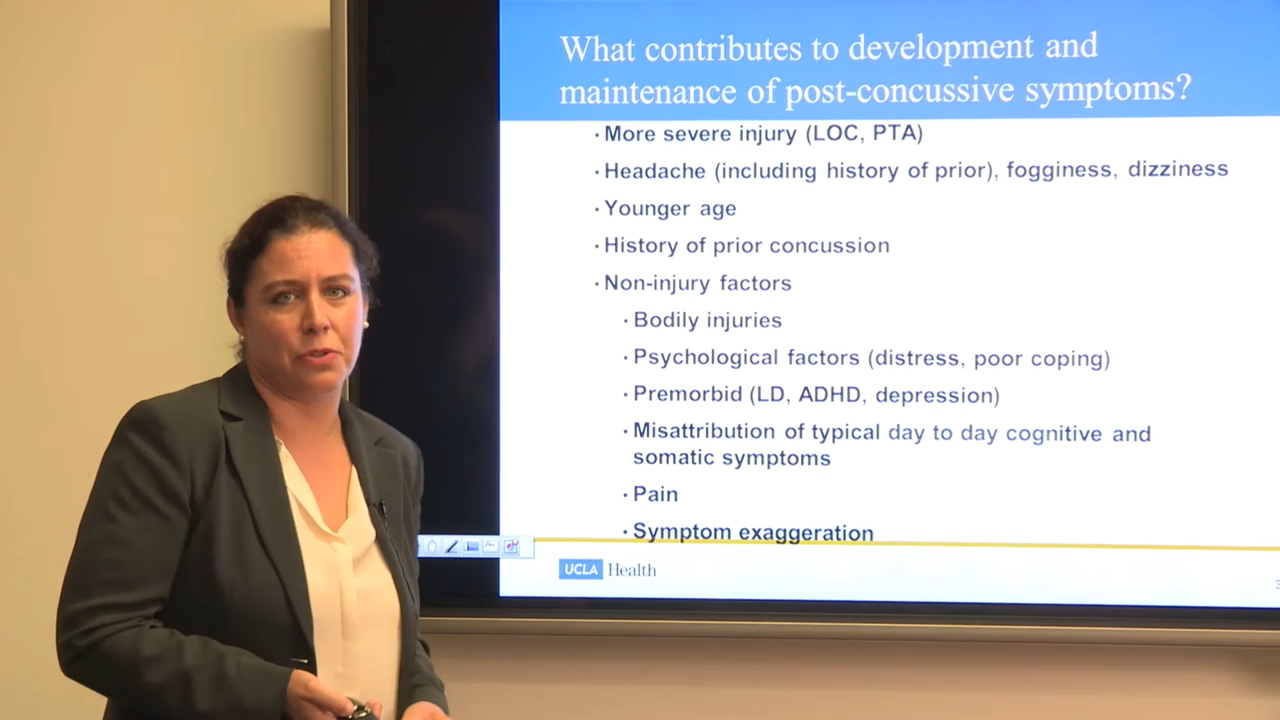 What contributes to development and
maintenance of post-concussive symptoms?
· More severe injury (LOC, PTA)
· Headache (including history of prior), fogginess, dizziness
· Younger age
· History of prior concussion
· Non-injury factors
· Bodily injuries
· Psychological factors (distress, poor coping)
· Premorbid (LD, ADHD, depression)
· Misattribution of typical day to day cognitive and
somatic symptoms
· Pain
· Symptom exaggeration
UCLA Health